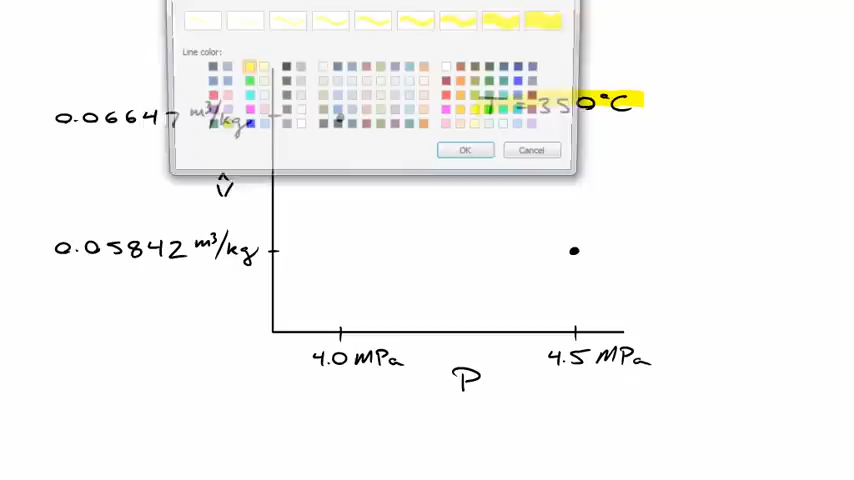 Line color:
T = 350°C
0.06647 m³/kg
OK Cancel
v̂
0.05842 m³/kg
4.0 MPa 4.5 MPa
P